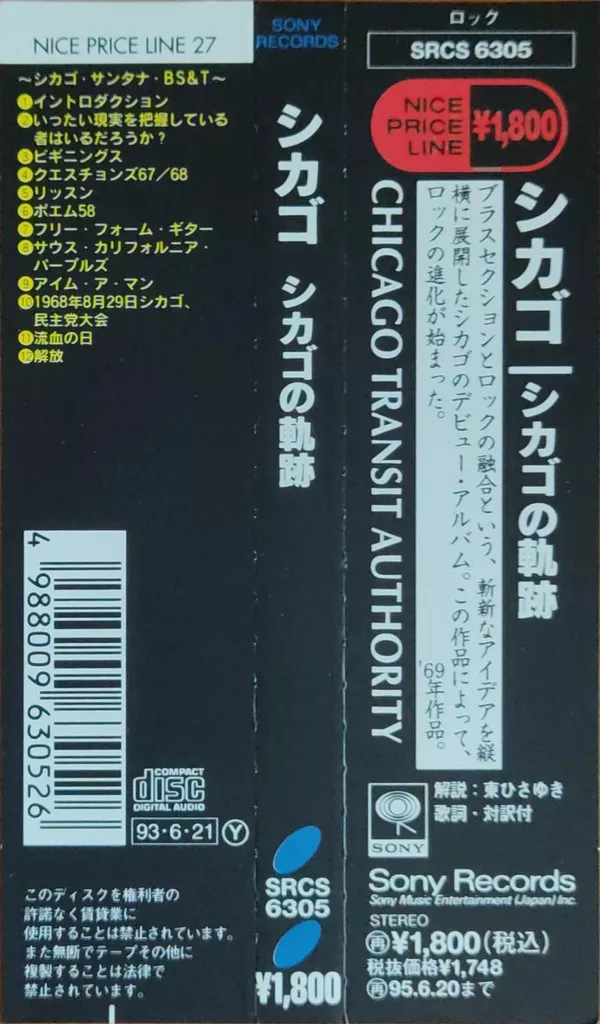 NICE PRICE LINE 27
〜シカゴ・サンタナ・BS&T〜
①イントロダクション
②いったい現実を把握している
者はいるだろうか?
③ビギニングス
④クエスチョンズ67/68
⑤リッスン
⑥ポエム58
⑦フリー・フォーム・ギター
⑧サウス・カリフォルニア・
パープルズ
⑨アイム・ア・マン
⑩1968年8月29日シカゴ、
民主党大会
⑪流血の日
⑫解放
4 988009 630526
COMPACT
disc
DIGITAL AUDIO
93・6・21 Y
このディスクを権利者の
許諾なく賃貸業に
使用することは禁止されています。
また無断でテープその他に
複製することは法律で
禁止されています。
SONY
RECORDS
シカゴ シカゴの軌跡
SRCS
6305
¥1,800
ロック
SRCS 6305
NICE
PRICE
LINE
¥1,800
シカゴ|シカゴの軌跡
ブラスセクションとロックの融合という、斬新なアイデアを縦
横に展開したシカゴのデビュー・アルバム。この作品によって、
ロックの進化が始まった。
'69年作品。
CHICAGO TRANSIT AUTHORITY
SONY
解説:東ひさゆき
歌詞・対訳付
Sony Records
Sony Music Entertainment (Japan) Inc.
STEREO
再¥1,800(税込)
税抜価格¥1,748
再95.6.20まで